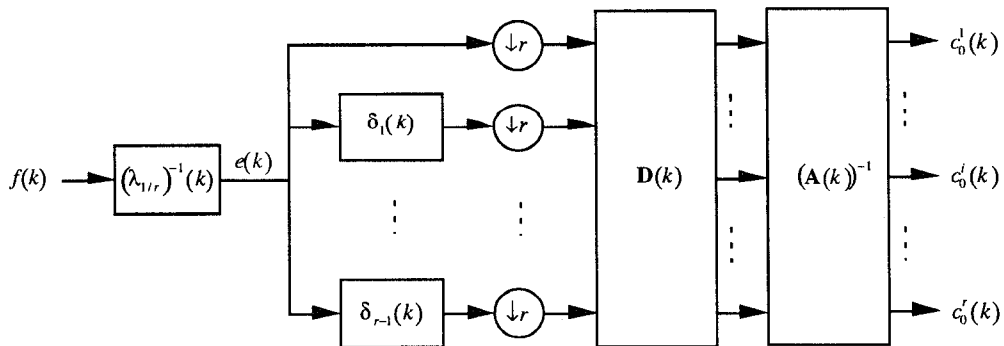 ↓r
c₀¹(k)
δ₁(k)
↓r
f(k)
(λ₁/ᵣ)⁻¹(k)
e(k)
D(k)
(A(k))⁻¹
c₀ⁱ(k)
δᵣ₋₁(k)
↓r
c₀ʳ(k)